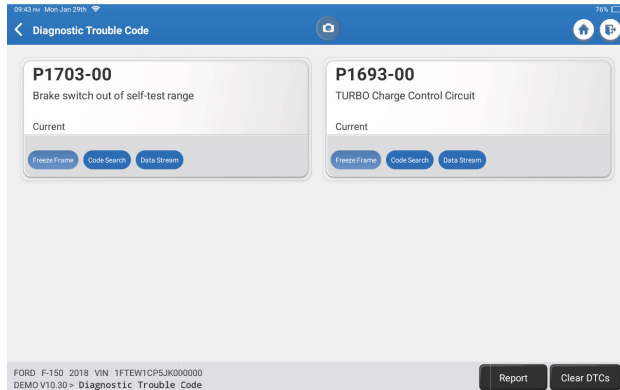 09:43 PM Mon Jan 29th 76%
Diagnostic Trouble Code
P1703-00
Brake switch out of self-test range
Current
Freeze Frame Code Search Data Stream
P1693-00
TURBO Charge Control Circuit
Current
Freeze Frame Code Search Data Stream
FORD F-150 2018 VIN 1FTEW1CP5JK000000
DEMO V10.30 > Diagnostic Trouble Code
Report Clear DTCs